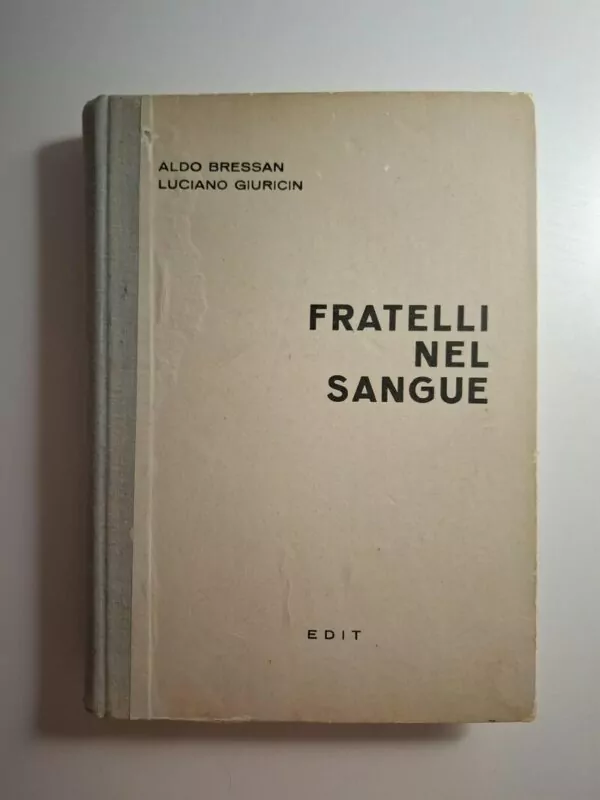 ALDO BRESSAN
LUCIANO GIURICIN
FRATELLI
NEL
SANGUE
EDIT